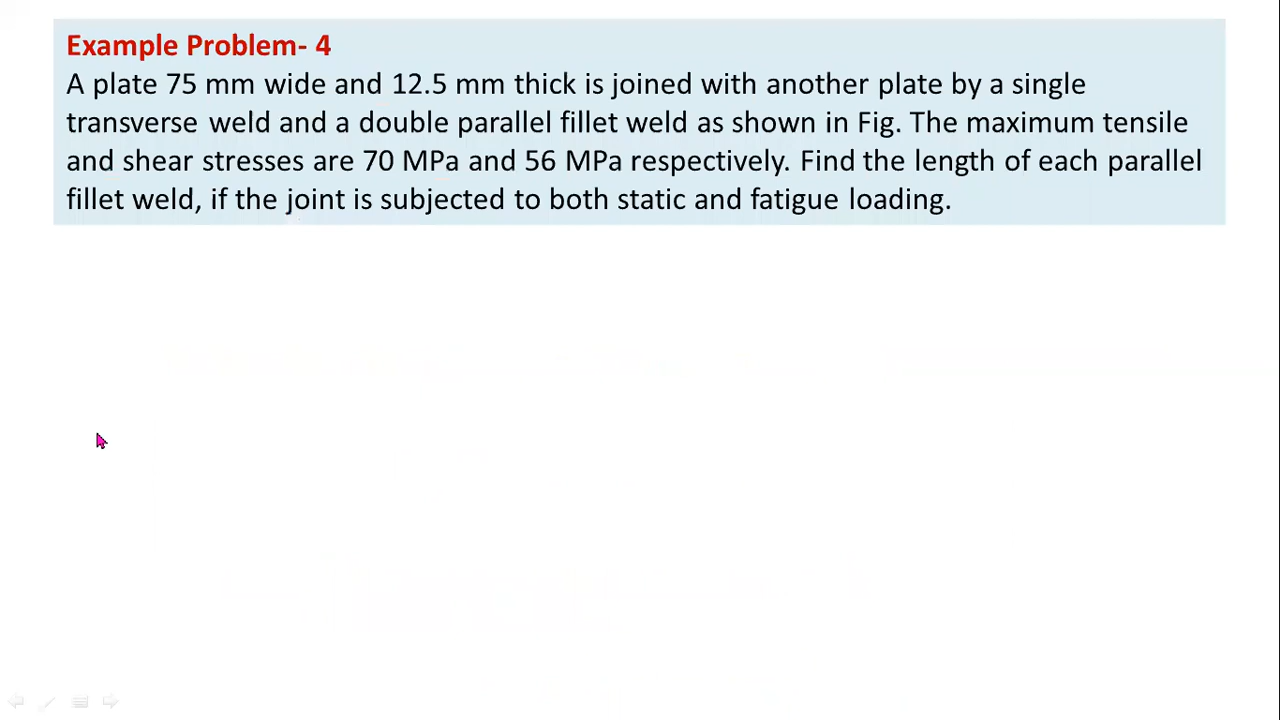 Example Problem- 4
A plate 75 mm wide and 12.5 mm thick is joined with another plate by a single
transverse weld and a double parallel fillet weld as shown in Fig. The maximum tensile
and shear stresses are 70 MPa and 56 MPa respectively. Find the length of each parallel
fillet weld, if the joint is subjected to both static and fatigue loading.